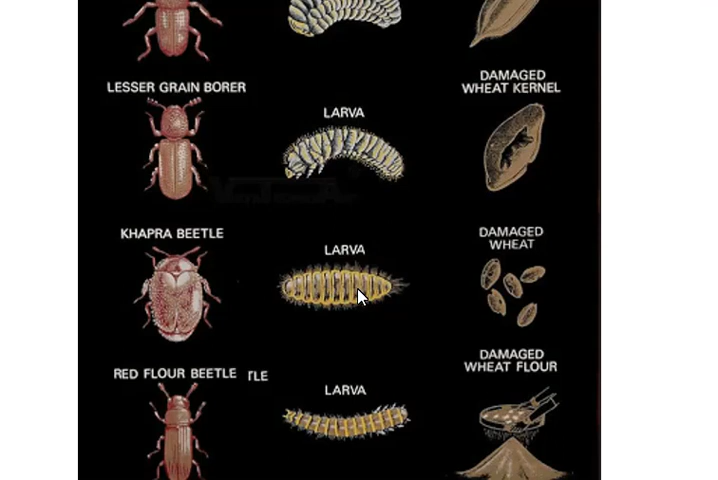 LESSER GRAIN BORER
LARVA
DAMAGED
WHEAT KERNEL
KHAPRA BEETLE
LARVA
DAMAGED
WHEAT
RED FLOUR BEETLE TLE
LARVA
DAMAGED
WHEAT FLOUR